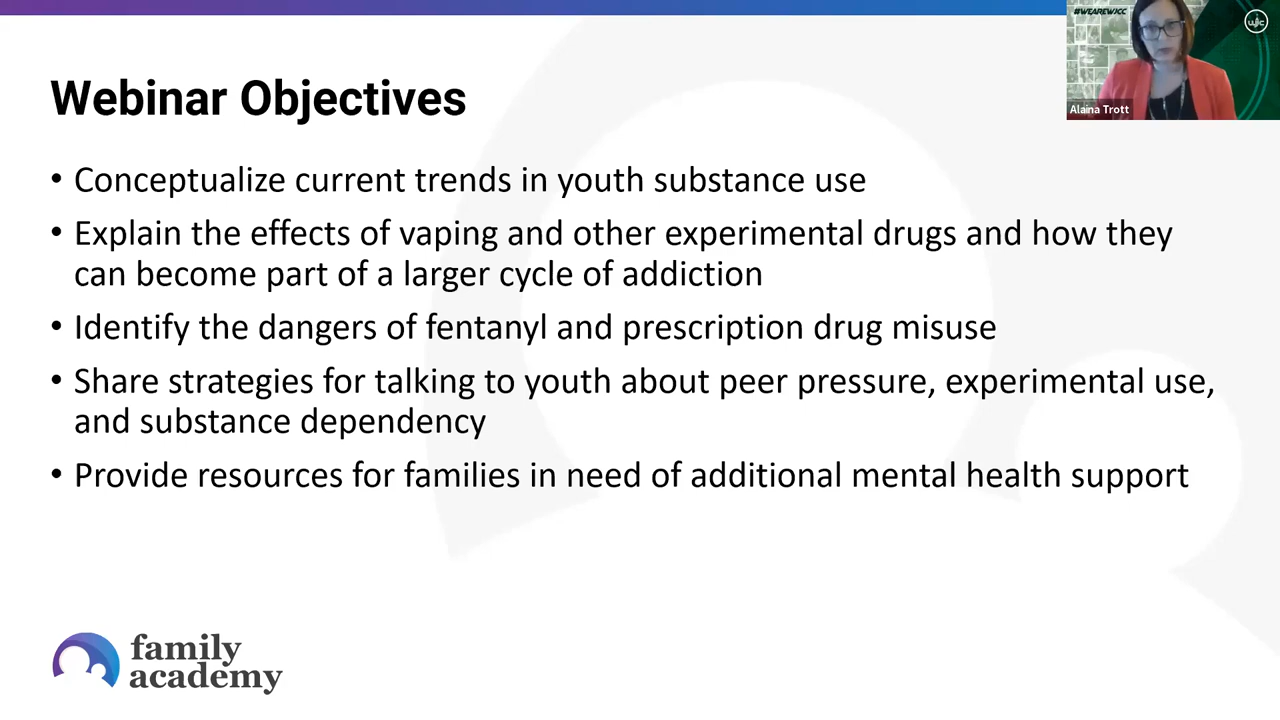 #WEAREWJCC
wjcc
Alaina Trott
Webinar Objectives
• Conceptualize current trends in youth substance use
• Explain the effects of vaping and other experimental drugs and how they
can become part of a larger cycle of addiction
• Identify the dangers of fentanyl and prescription drug misuse
• Share strategies for talking to youth about peer pressure, experimental use,
and substance dependency
• Provide resources for families in need of additional mental health support
family
academy